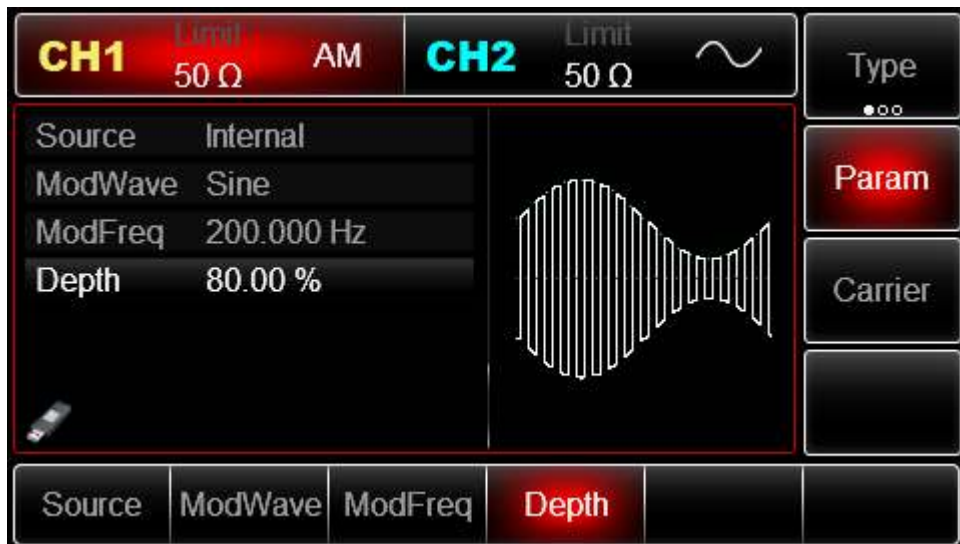 CH1 Limit 50 Ω AM CH2 Limit 50 Ω
Type
Source Internal
ModWave Sine
ModFreq 200.000 Hz
Depth 80.00 %
Param
Carrier
Source ModWave ModFreq Depth